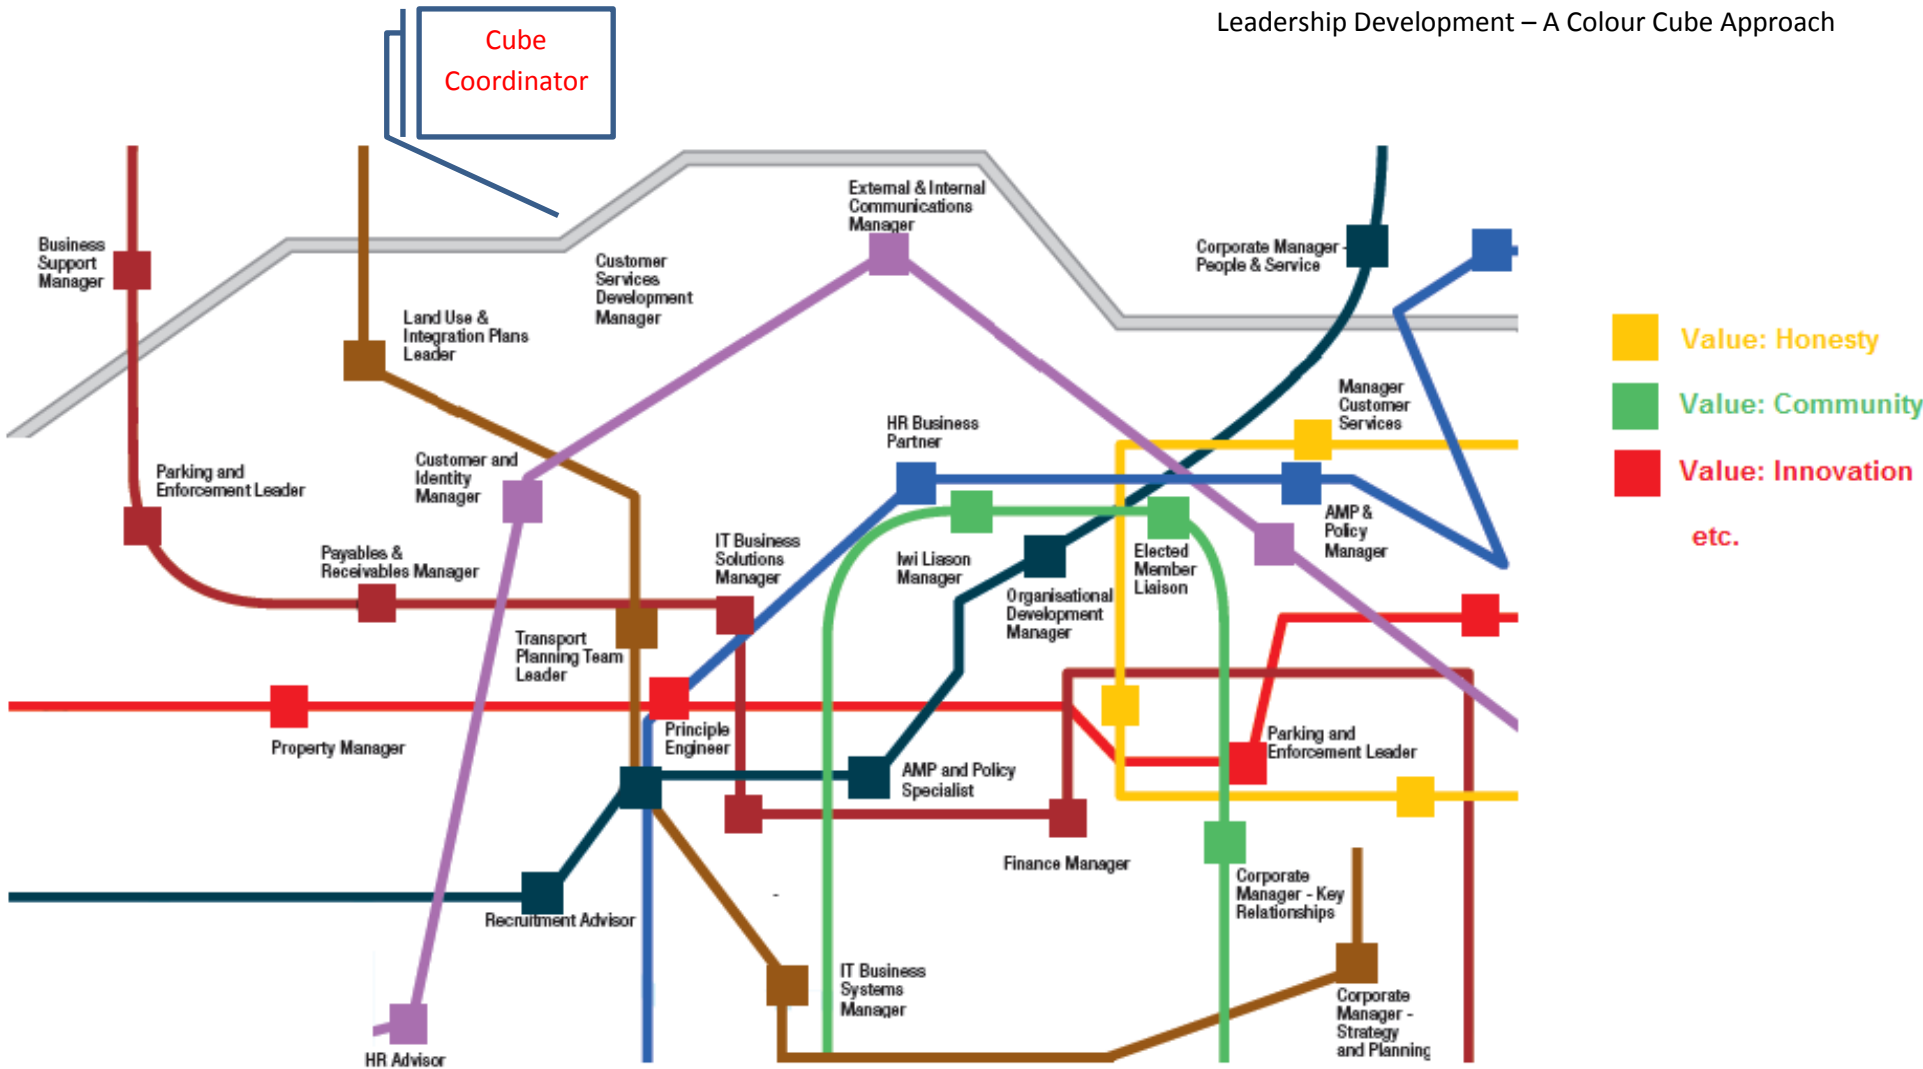 Leadership Development – A Colour Cube Approach
Cube
Coordinator
External & Internal
Communications
Manager
Business
Support
Manager
Customer
Services
Development
Manager
Corporate Manager -
People & Service
Land Use &
Integration Plans
Leader
Value: Honesty
Value: Community
Value: Innovation
etc.
Manager
Customer
Services
HR Business
Partner
Customer and
Identity
Manager
Parking and
Enforcement Leader
AMP &
Policy
Manager
IT Business
Solutions
Manager
Payables &
Receivables Manager
Iwi Liason
Manager
Elected
Member
Liaison
Organisational
Development
Manager
Transport
Planning Team
Leader
Property Manager
Principle
Engineer
Parking and
Enforcement Leader
AMP and Policy
Specialist
Finance Manager
Corporate
Manager - Key
Relationships
Recruitment Advisor
IT Business
Systems
Manager
Corporate
Manager -
Strategy
and Planning
HR Advisor